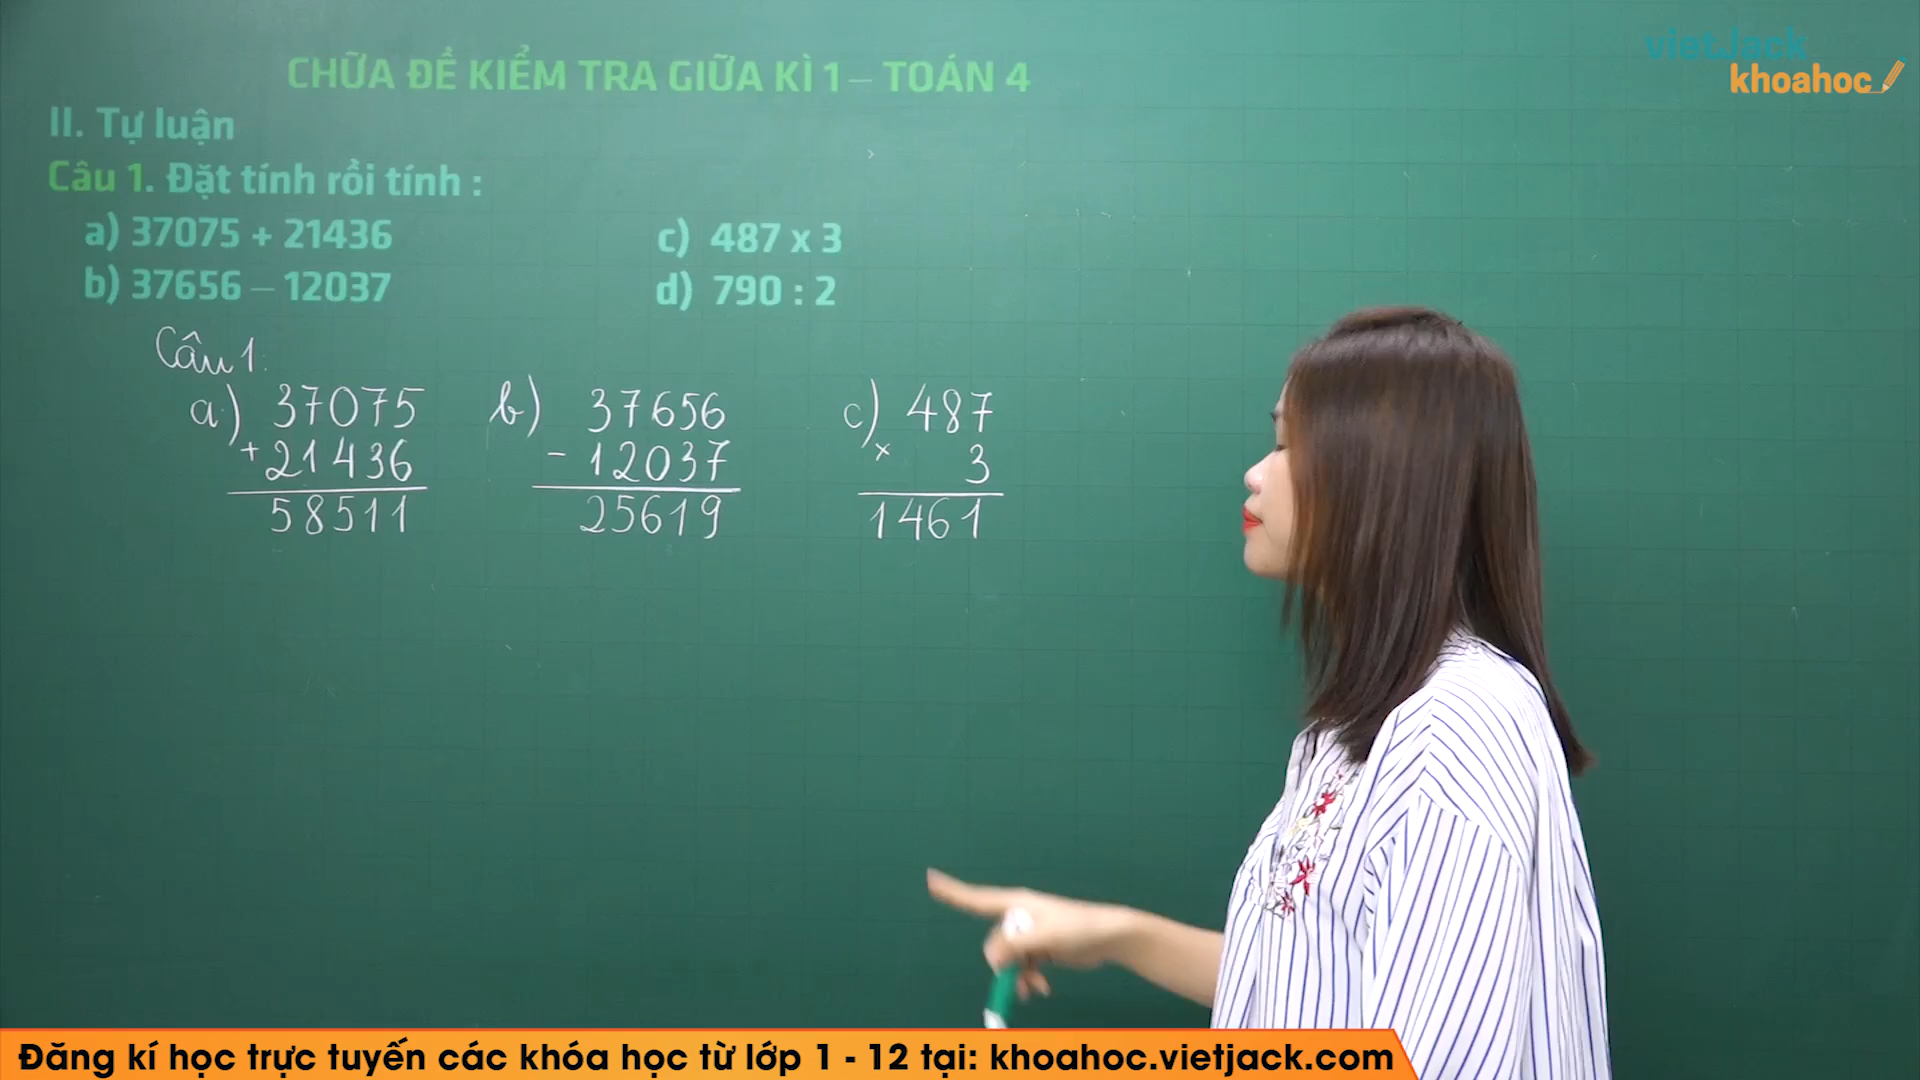 vietJack
khoahoc
CHỮA ĐỀ KIỂM TRA GIỮA KÌ 1 – TOÁN 4
II. Tự luận
Câu 1. Đặt tính rồi tính :
a) 37075 + 21436
c) 487 x 3
b) 37656 – 12037
d) 790 : 2
Câu 1:
a) 37075
+ 21436
58511
b) 37656
- 12037
25619
c) 487
x 3
1461
Đăng kí học trực tuyến các khóa học từ lớp 1 - 12 tại: khoahoc.vietjack.com